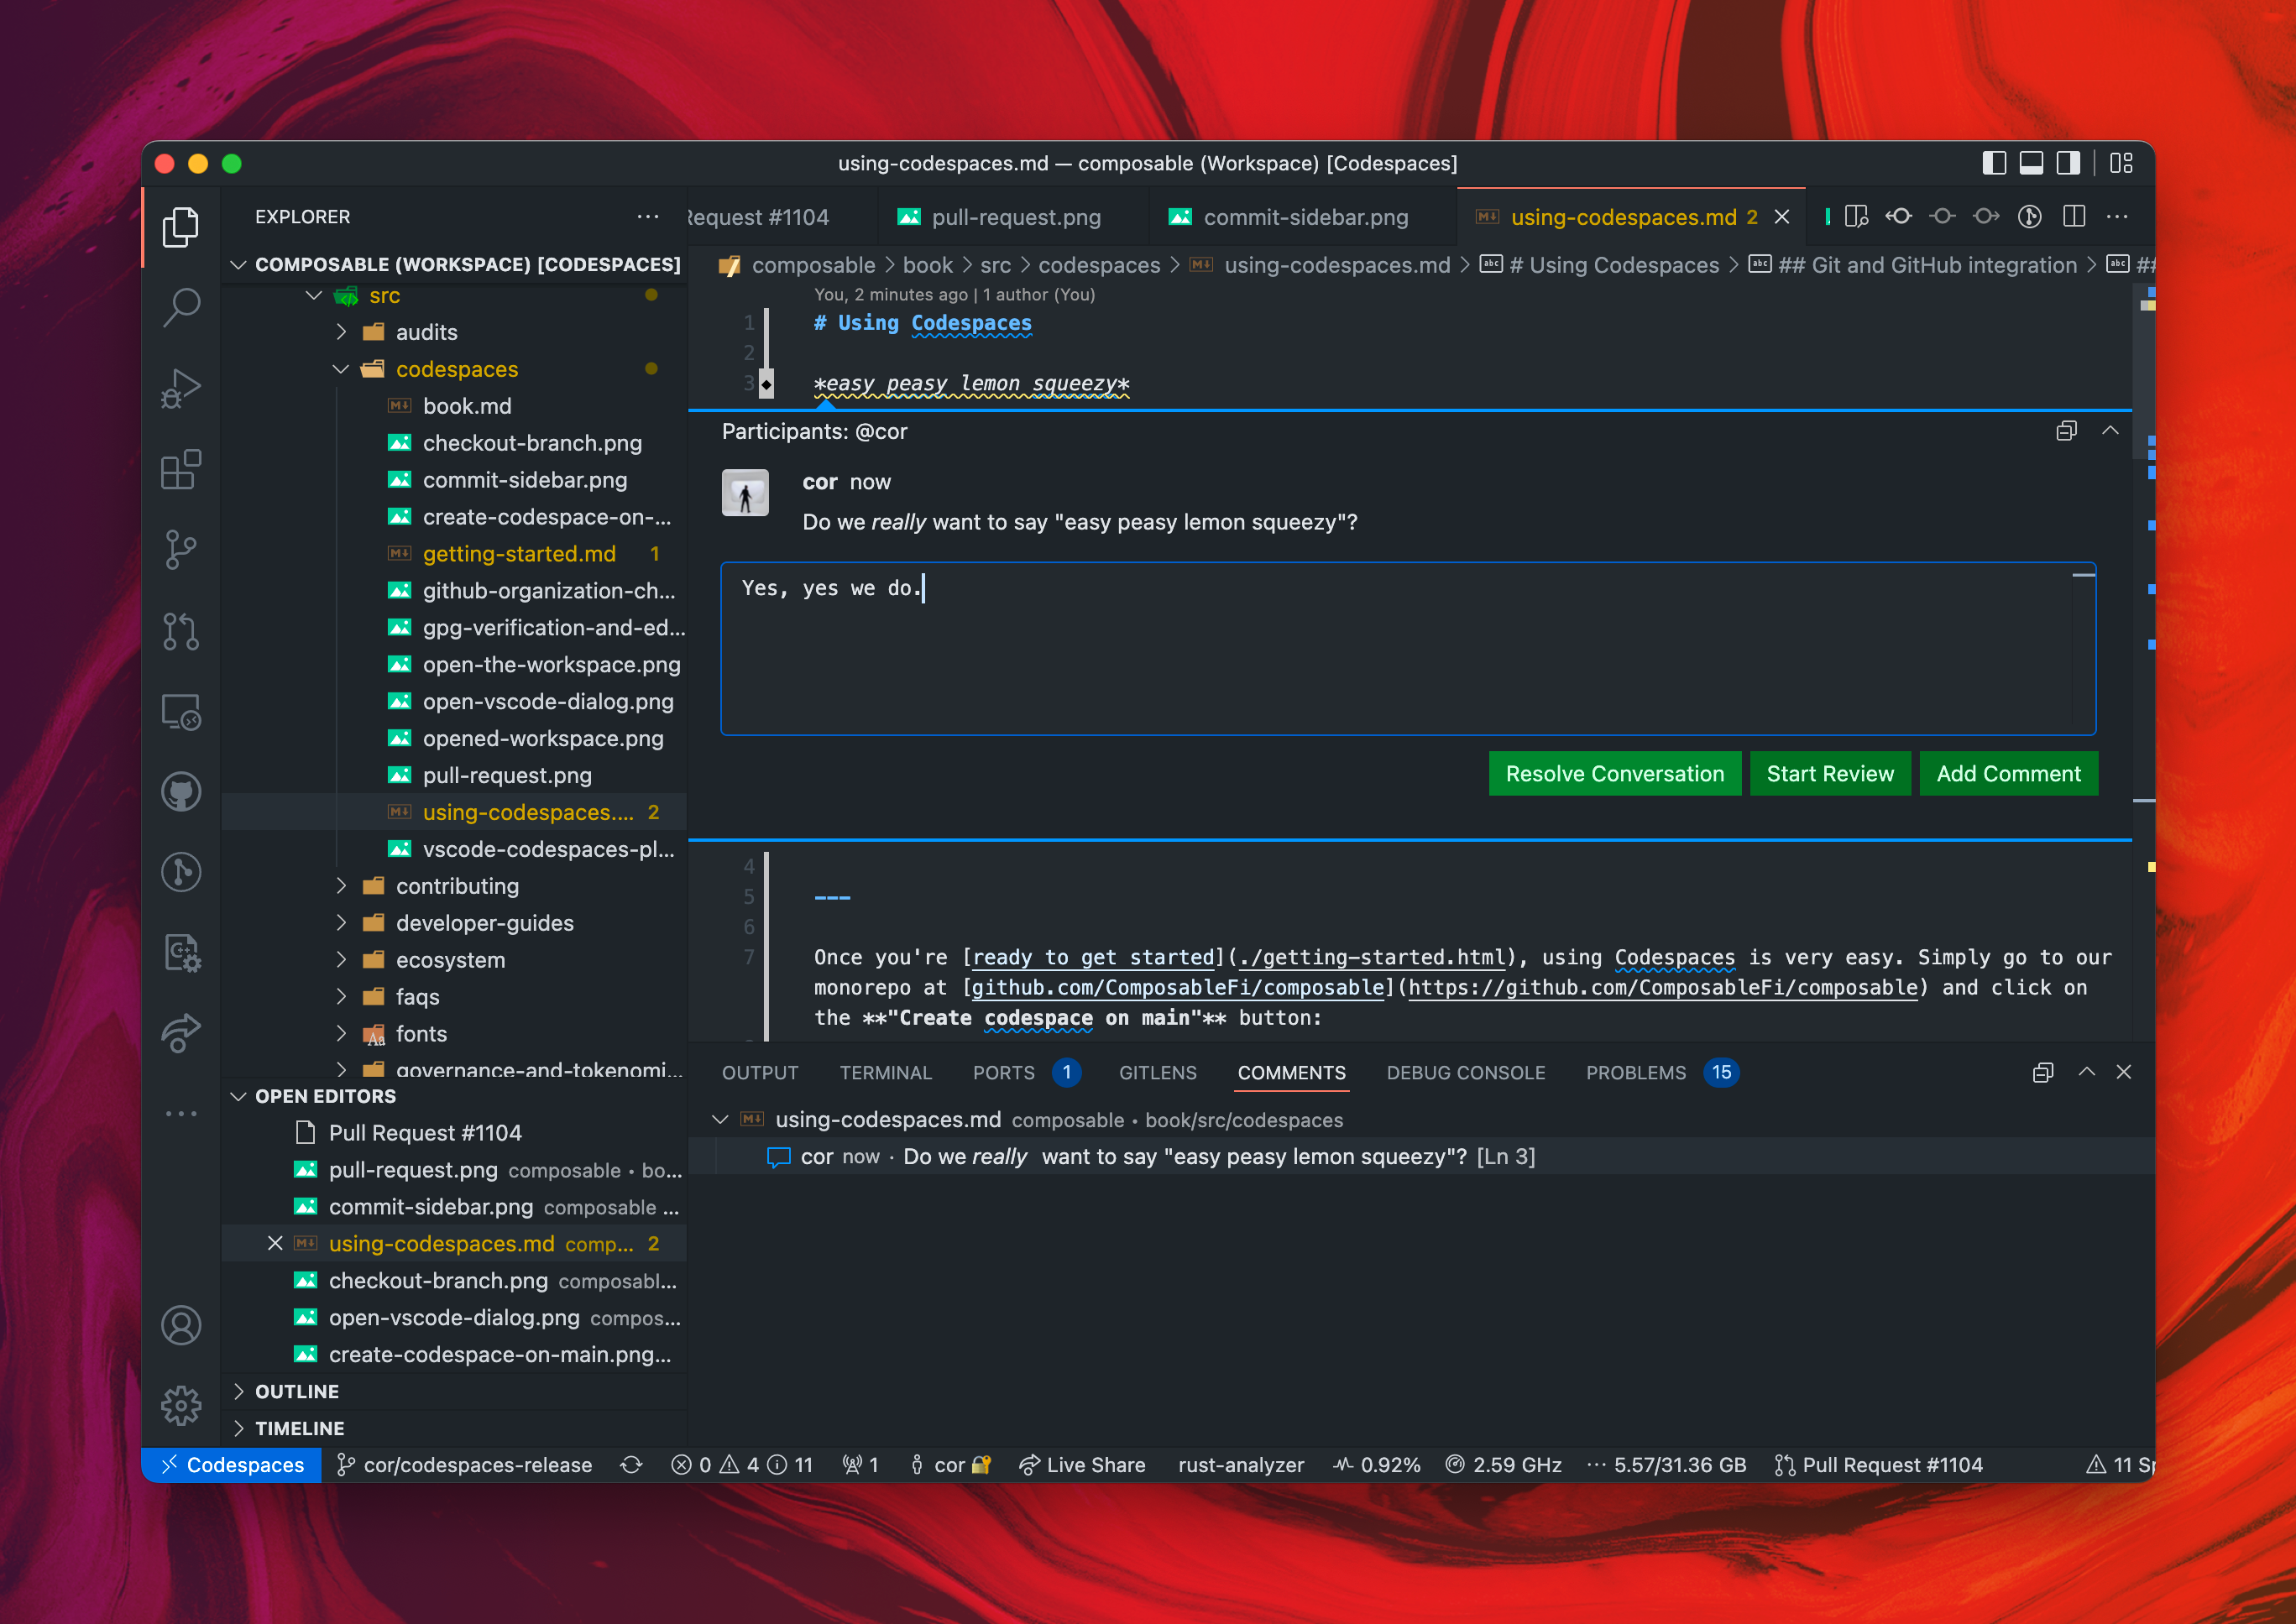 using-codespaces.md — composable (Workspace) [Codespaces]
EXPLORER
COMPOSABLE (WORKSPACE) [CODESPACES]
src
audits
codespaces
book.md
checkout-branch.png
commit-sidebar.png
create-codespace-on-...
getting-started.md 1
github-organization-ch...
gpg-verification-and-ed...
open-the-workspace.png
open-vscode-dialog.png
opened-workspace.png
pull-request.png
using-codespaces.... 2
vscode-codespaces-pl...
contributing
developer-guides
ecosystem
faqs
fonts
governance-and-tokenomi...
OPEN EDITORS
Pull Request #1104
pull-request.png composable • bo...
commit-sidebar.png composable ...
using-codespaces.md comp... 2
checkout-branch.png composabl...
open-vscode-dialog.png compos...
create-codespace-on-main.png...
OUTLINE
TIMELINE
Request #1104 pull-request.png commit-sidebar.png using-codespaces.md 2
composable > book > src > codespaces > using-codespaces.md > # Using Codespaces > ## Git and GitHub integration > ##
You, 2 minutes ago | 1 author (You)
1 # Using Codespaces
2
3 *easy peasy lemon squeezy*
Participants: @cor
cor now
Do we really want to say "easy peasy lemon squeezy"?
Yes, yes we do.
Resolve Conversation Start Review Add Comment
4
5 ---
6
7 Once you're [ready to get started](./getting-started.html), using Codespaces is very easy. Simply go to our
monorepo at [github.com/ComposableFi/composable](https://github.com/ComposableFi/composable) and click on
the **"Create codespace on main"** button:
OUTPUT TERMINAL PORTS 1 GITLENS COMMENTS DEBUG CONSOLE PROBLEMS 15
using-codespaces.md composable • book/src/codespaces
cor now · Do we really want to say "easy peasy lemon squeezy"? [Ln 3]
Codespaces cor/codespaces-release 0 4 11 1 cor Live Share rust-analyzer 0.92% 2.59 GHz ··· 5.57/31.36 GB Pull Request #1104 11 Sp